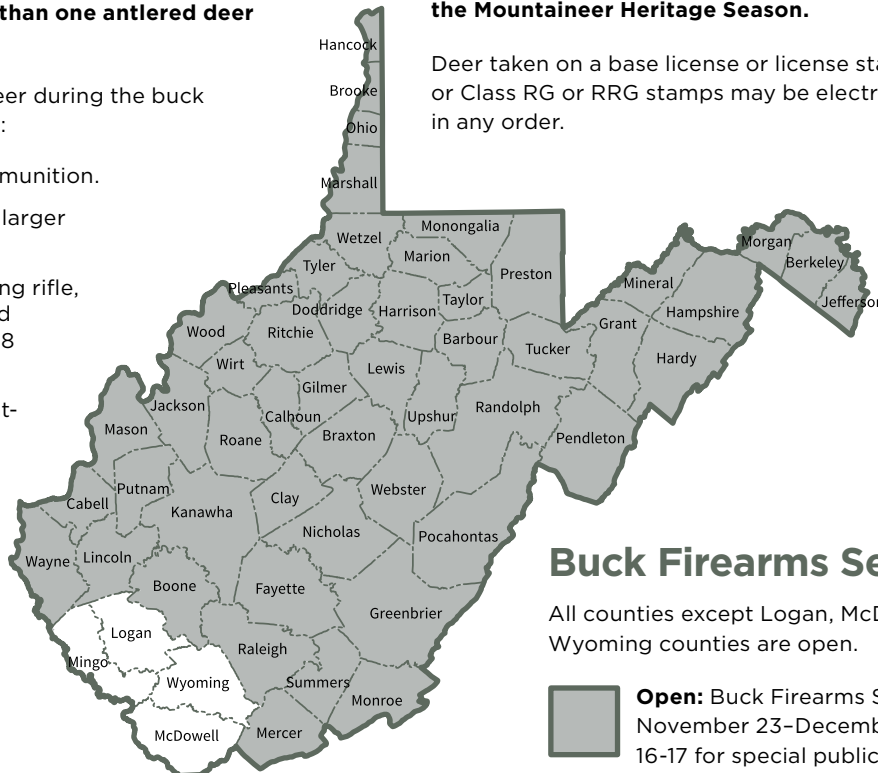 than one antlered deer
eer during the buck
:
munition.
larger
ng rifle,
d
8
t-
the Mountaineer Heritage Season.
Deer taken on a base license or license sta
or Class RG or RRG stamps may be electr
in any order.
Hancock
Brooke
Ohio
Marshall
Wetzel
Monongalia
Marion
Tyler
Preston
Pleasants
Doddridge
Harrison
Taylor
Wood
Ritchie
Barbour
Tucker
Wirt
Lewis
Gilmer
Jackson
Calhoun
Upshur
Randolph
Mason
Roane
Braxton
Pendleton
Morgan
Berkeley
Jefferson
Mineral
Hampshire
Grant
Hardy
Putnam
Cabell
Kanawha
Clay
Webster
Nicholas
Pocahontas
Wayne
Lincoln
Boone
Fayette
Greenbrier
Logan
Mingo
Raleigh
Wyoming
Summers
Monroe
McDowell
Mercer
Buck Firearms Se
All counties except Logan, McD
Wyoming counties are open.
Open: Buck Firearms S
November 23–Decemb
16-17 for special public